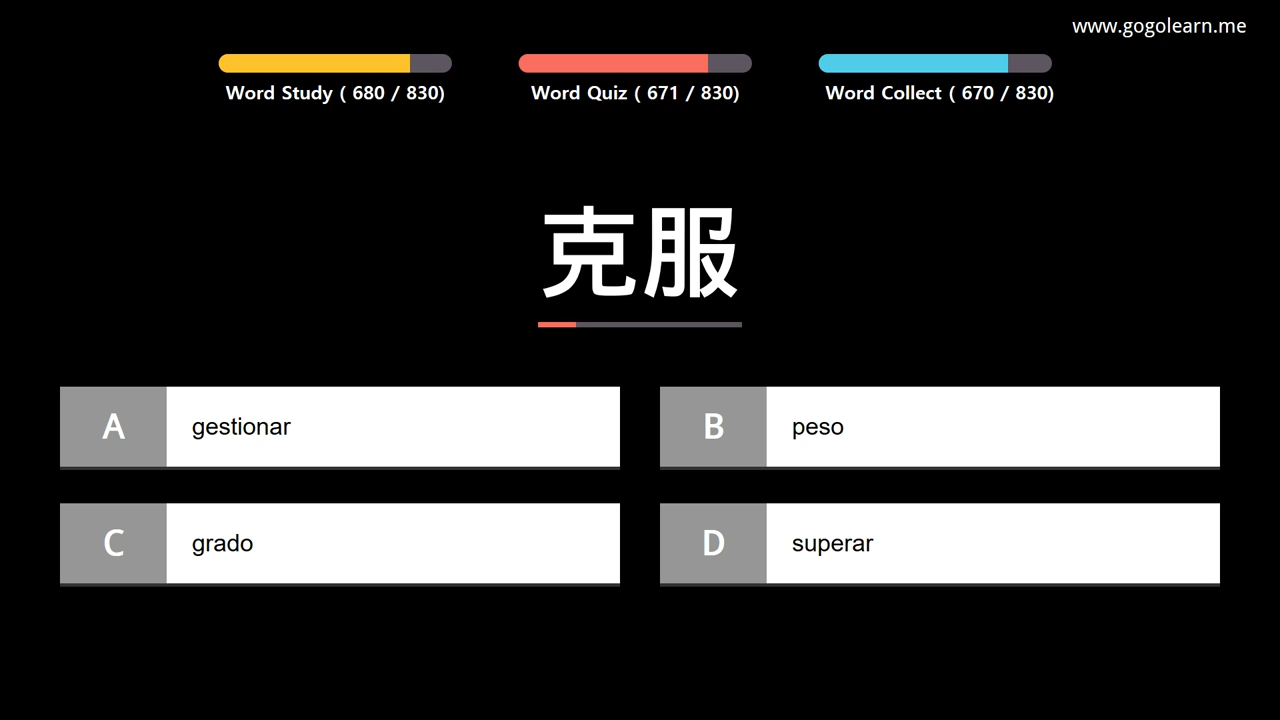 www.gogolearn.me
Word Study ( 680 / 830)
Word Quiz ( 671 / 830)
Word Collect ( 670 / 830)
克服
A gestionar
B peso
C grado
D superar